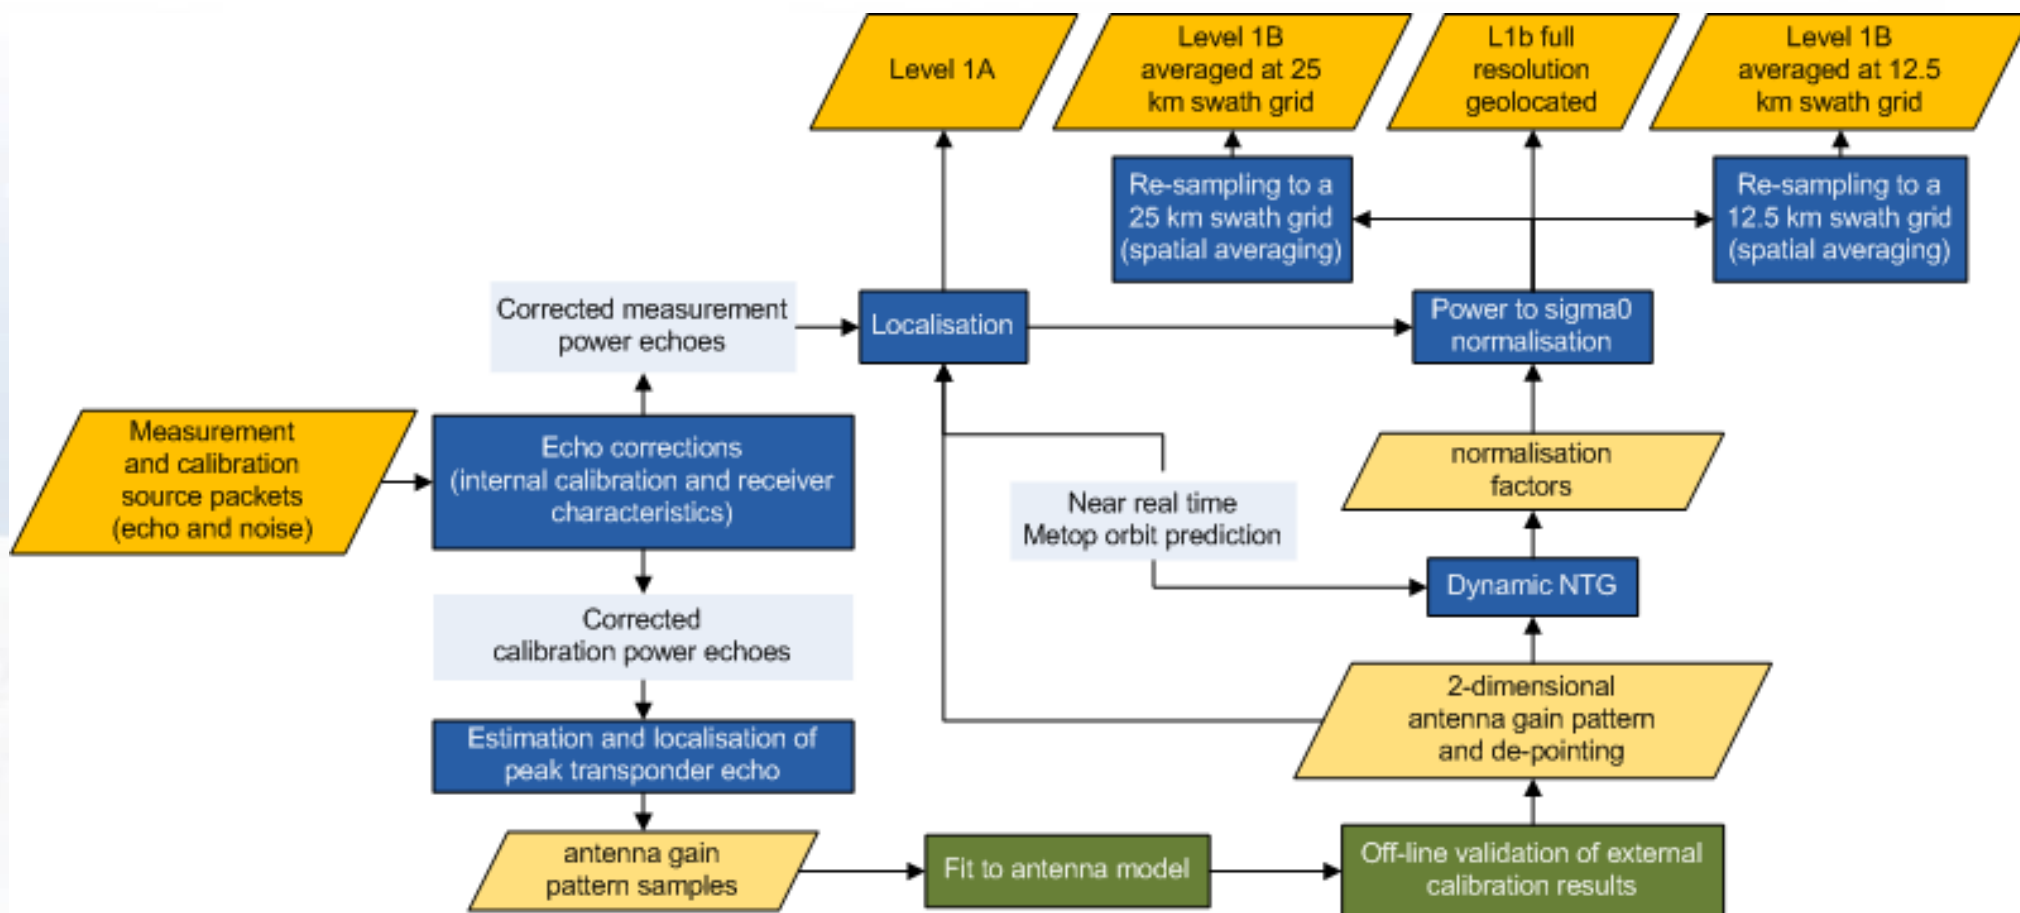 Level 1A
Level 1B
averaged at 25
km swath grid
L1b full
resolution
geolocated
Level 1B
averaged at 12.5
km swath grid
Re-sampling to a
25 km swath grid
(spatial averaging)
Re-sampling to a
12.5 km swath grid
(spatial averaging)
Corrected measurement
power echoes
Localisation
Power to sigma0
normalisation
Measurement
and calibration
source packets
(echo and noise)
Echo corrections
(internal calibration and receiver
characteristics)
normalisation
factors
Near real time
Metop orbit prediction
Dynamic NTG
Corrected
calibration power echoes
2-dimensional
antenna gain pattern
and de-pointing
Estimation and localisation of
peak transponder echo
antenna gain
pattern samples
Fit to antenna model
Off-line validation of external
calibration results